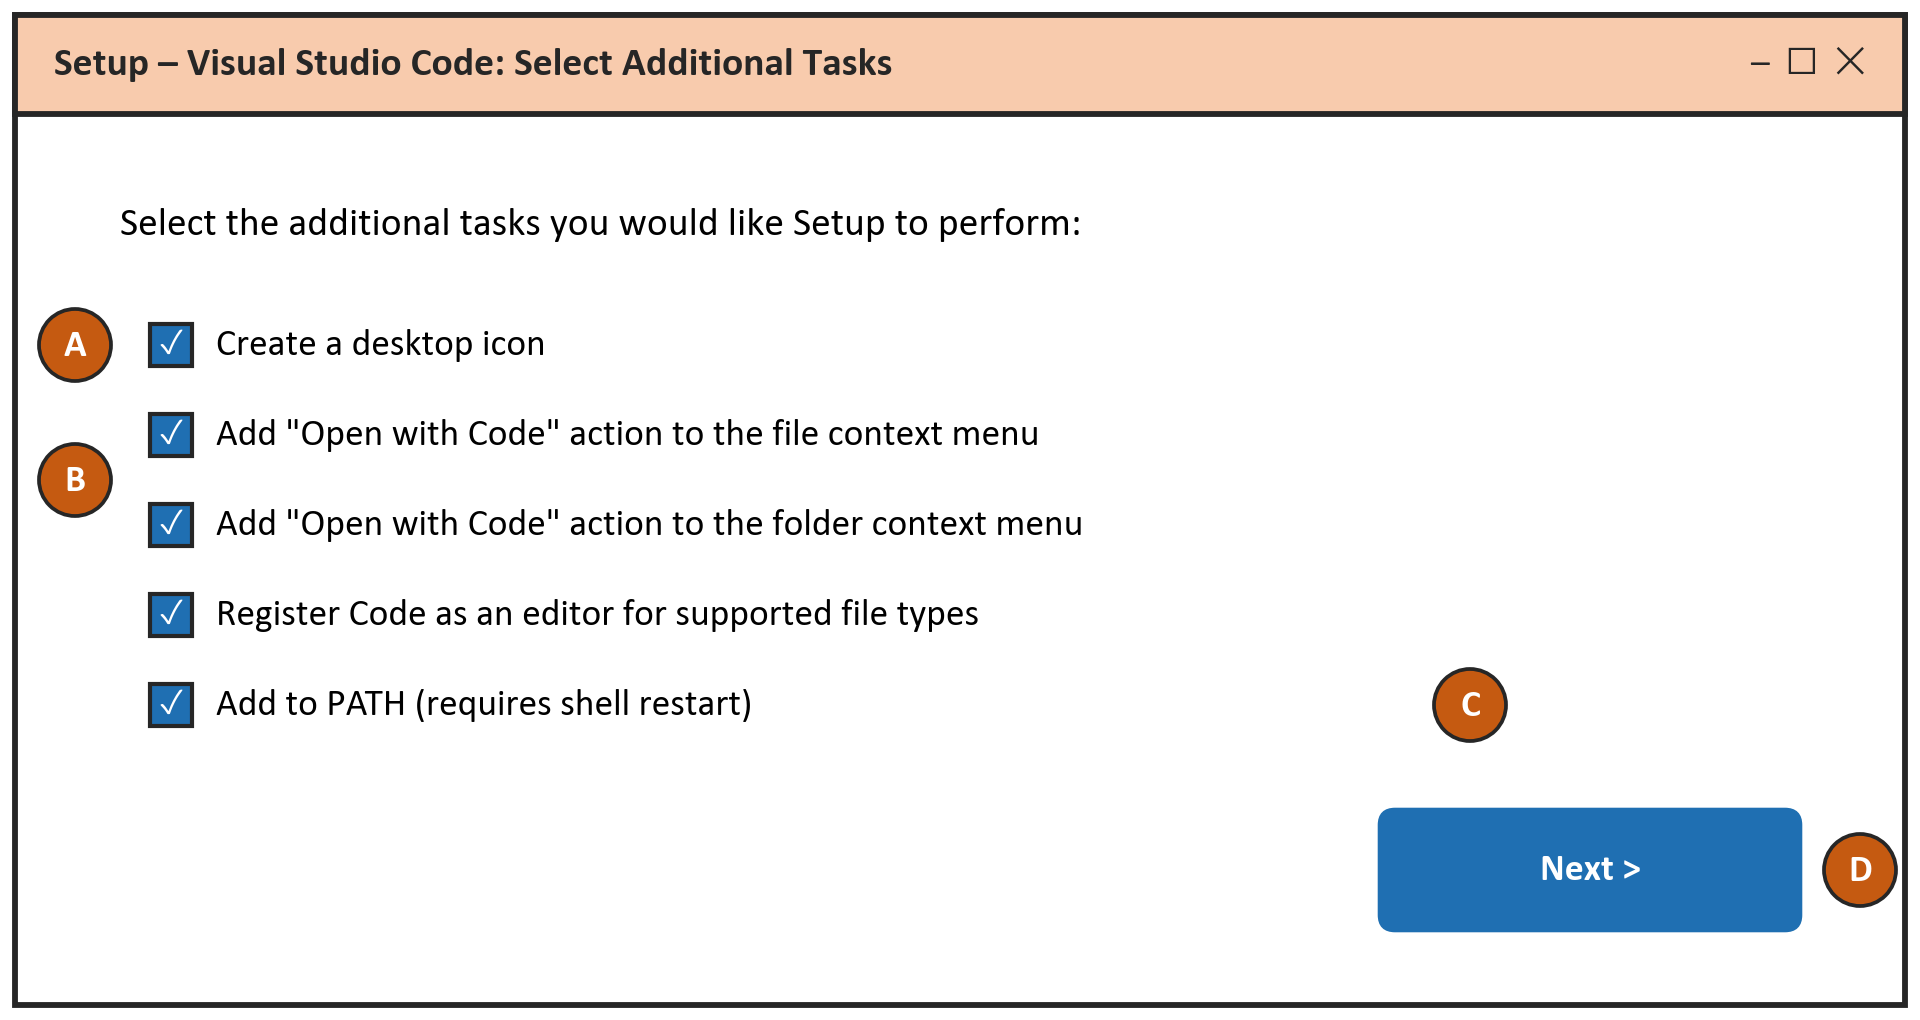 Setup – Visual Studio Code: Select Additional Tasks
Select the additional tasks you would like Setup to perform:
A
Create a desktop icon
Add "Open with Code" action to the file context menu
B
Add "Open with Code" action to the folder context menu
Register Code as an editor for supported file types
Add to PATH (requires shell restart)
C
Next >
D